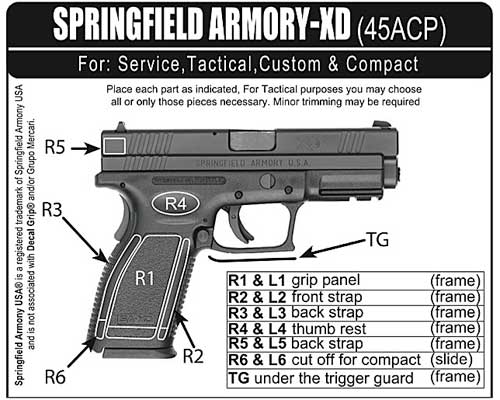 SPRINGFIELD ARMORY-XD (45ACP)
For: Service,Tactical,Custom & Compact
Place each part as indicated, For Tactical purposes you may choose
all or only those pieces necessary. Minor trimming may be required
Springfield Armony USA® is a registered trademark of Springfield Armony USA
and is not associated with Decal Grip® and/or Grupo Mercari.
R5
SPRINGFIELD ARMORY U.S.A.
XD
R3
R4
R1
TG
R2
R6
R1 & L1 grip panel (frame)
R2 & L2 front strap (frame)
R3 & L3 back strap (frame)
R4 & L4 thumb rest (frame)
R5 & L5 back strap (frame)
R6 & L6 cut off for compact (slide)
TG under the trigger guard (frame)